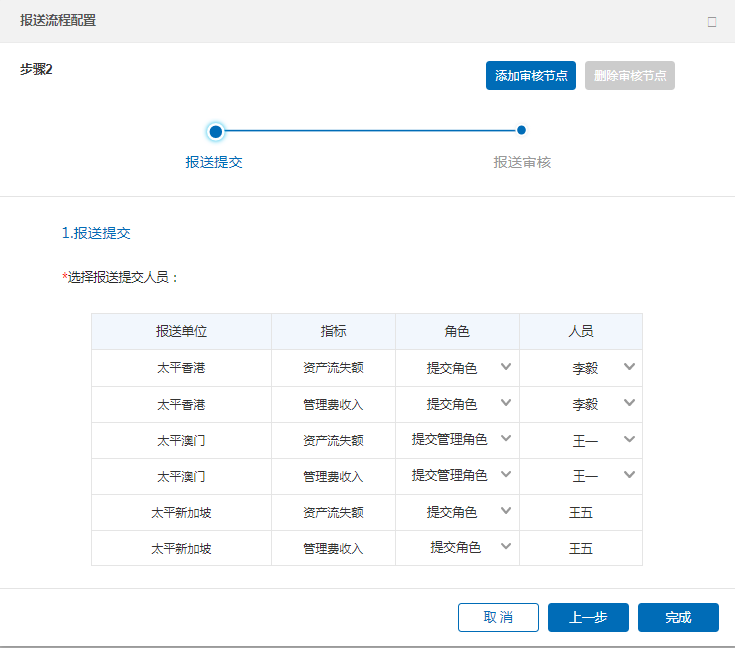 报送流程配置
步骤2
添加审核节点 删除审核节点
报送提交 报送审核
1.报送提交
*选择报送提交人员：
报送单位 指标 角色 人员
太平香港 资产流失额 提交角色 李毅
太平香港 管理费收入 提交角色 李毅
太平澳门 资产流失额 提交管理角色 王一
太平澳门 管理费收入 提交管理角色 王一
太平新加坡 资产流失额 提交角色 王五
太平新加坡 管理费收入 提交角色 王五
取消 上一步 完成